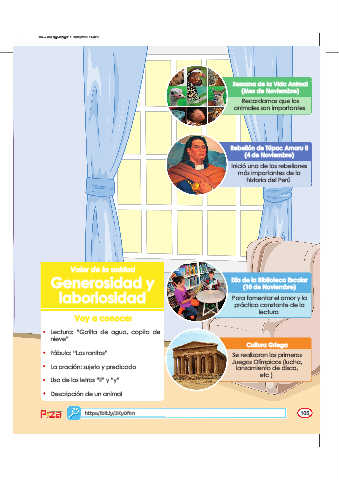 Semana de la Vida Animal
(Mes de Noviembre)
Recordamos que los
animales son importantes
Rebelión de Túpac Amaru II
(4 de Noviembre)
Inició una de las rebeliones
más importantes de la
historia del Perú
Valor de la unidad
Generosidad y
laboriosidad
Voy a conocer
• Lectura: "Gotita de agua, copito de
nieve"
• Fábula: "Las ranitas"
• La oración: sujeto y predicado
• Uso de las letras "ll" y "y"
• Descripción de un animal
Día de la Biblioteca Escolar
(10 de Noviembre)
Para fomentar el amor y la
práctica constante de la
lectura
Cultura Griega
Se realizaron los primeros
Juegos Olímpicos (lucha,
lanzamiento de disco,
etc.)
105